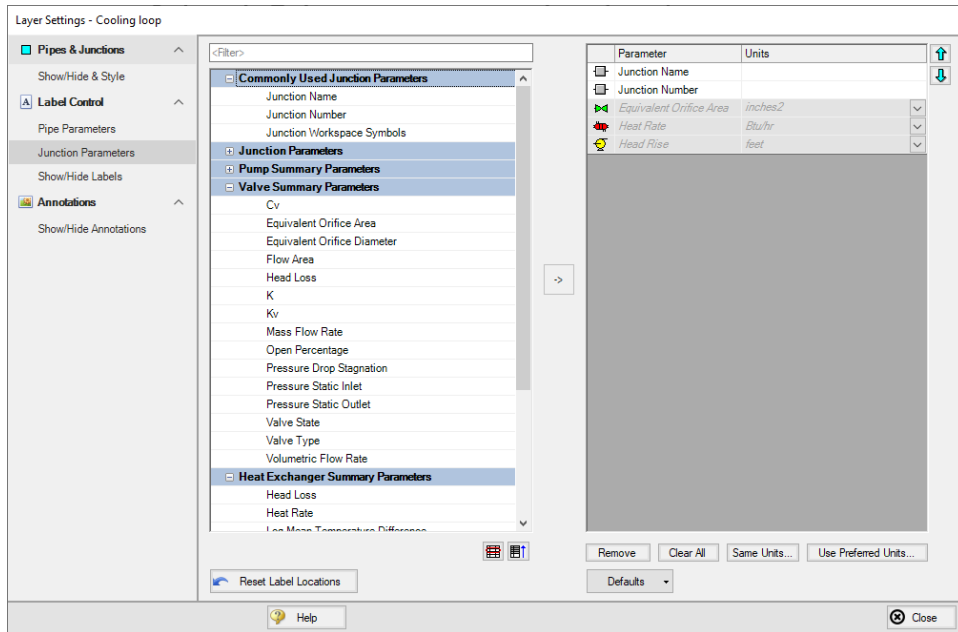 Layer Settings - Cooling loop
Pipes & Junctions
Show/Hide & Style
A Label Control
Pipe Parameters
Junction Parameters
Show/Hide Labels
Annotations
Show/Hide Annotations
<Filter>
Commonly Used Junction Parameters
Junction Name
Junction Number
Junction Workspace Symbols
Junction Parameters
Pump Summary Parameters
Valve Summary Parameters
Cv
Equivalent Orifice Area
Equivalent Orifice Diameter
Flow Area
Head Loss
K
Kv
Mass Flow Rate
Open Percentage
Pressure Drop Stagnation
Pressure Static Inlet
Pressure Static Outlet
Valve State
Valve Type
Volumetric Flow Rate
Heat Exchanger Summary Parameters
Head Loss
Heat Rate
Log Mean Temperature Difference
Reset Label Locations
->
Parameter Units
Junction Name
Junction Number
Equivalent Orifice Area inches2
Heat Rate Btu/hr
Head Rise feet
Remove Clear All Same Units... Use Preferred Units...
Defaults
Help
Close